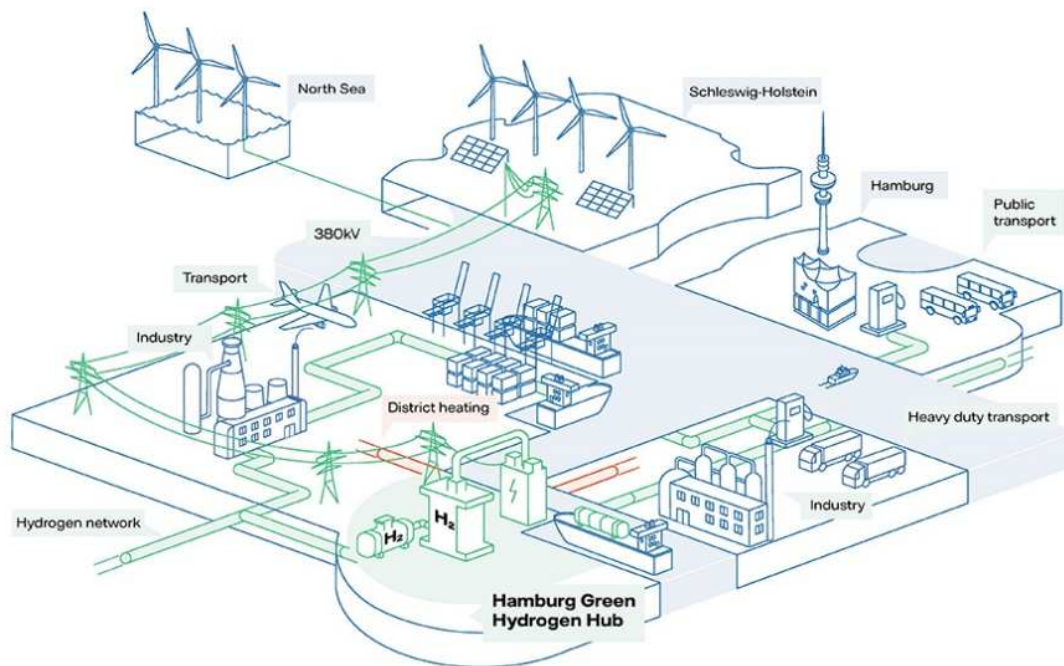 North Sea
Schleswig-Holstein
Hamburg
Public
transport
380kV
Transport
Industry
District heating
Heavy duty transport
Industry
Hydrogen network
H₂
H₂
Hamburg Green
Hydrogen Hub